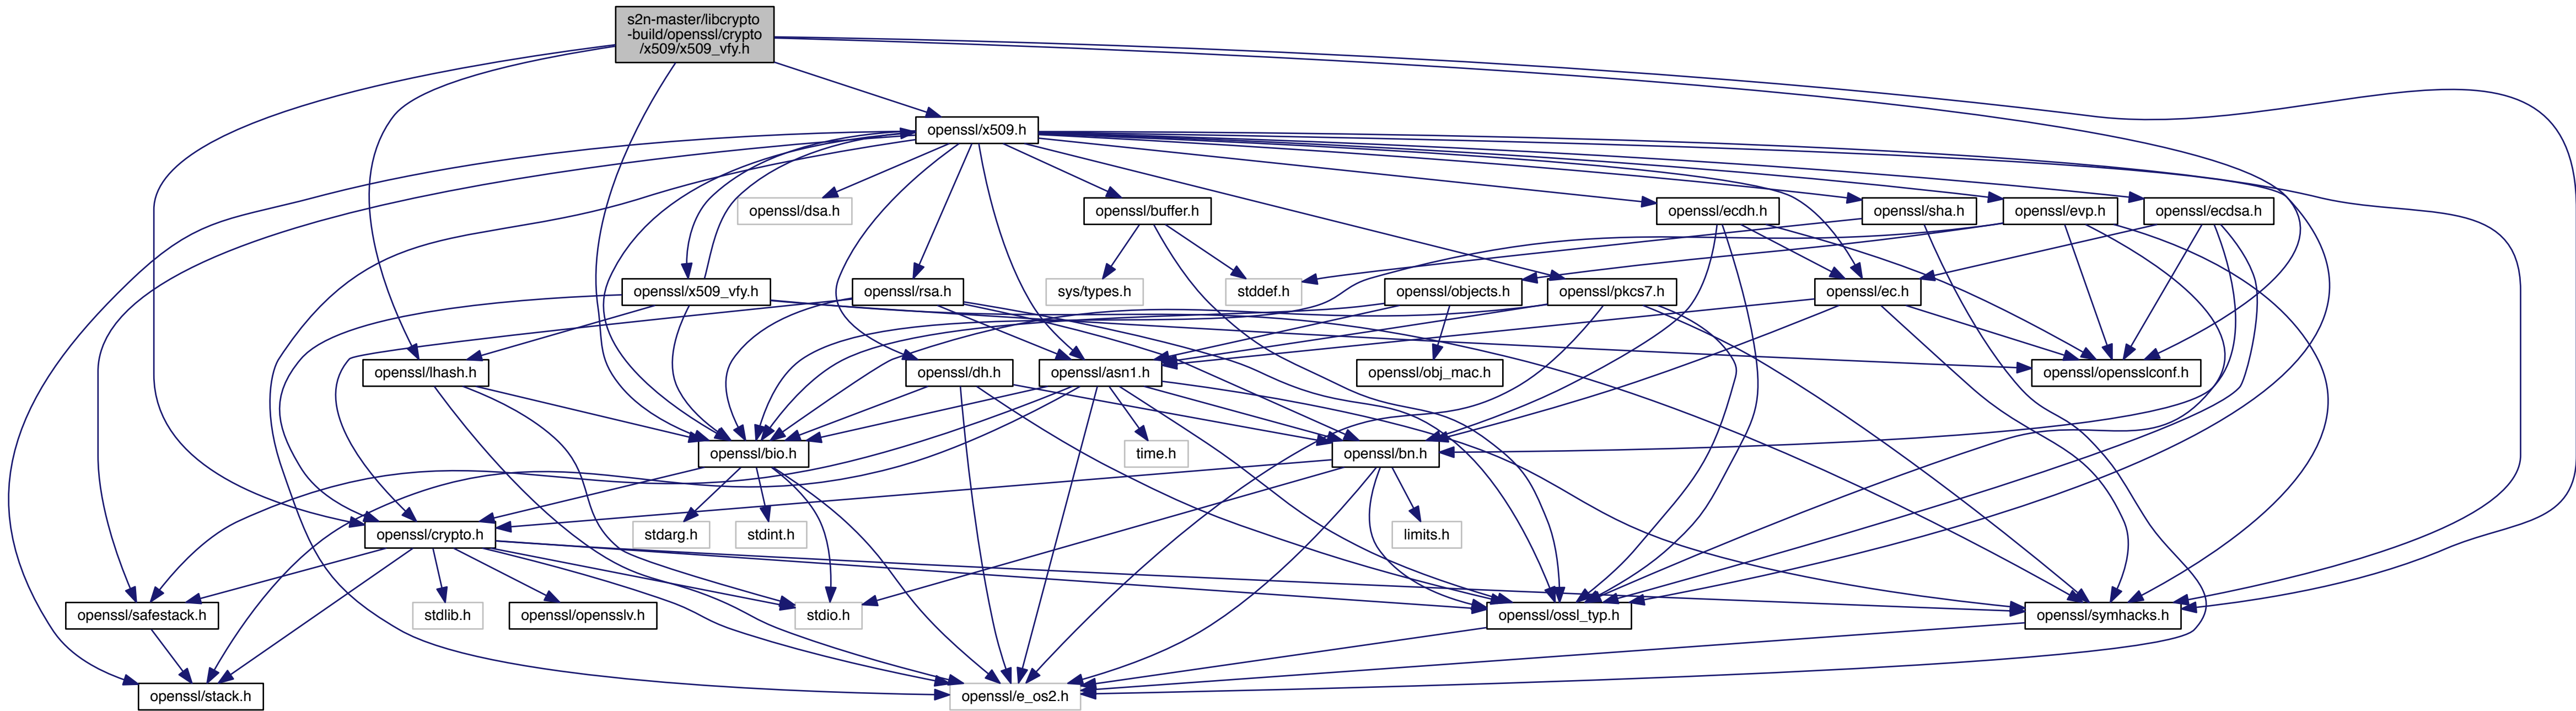 s2n-master/libcrypto
-build/openssl/crypto
/x509/x509_vfy.h
openssl/x509.h
openssl/dsa.h
openssl/buffer.h
openssl/ecdh.h
openssl/sha.h
openssl/evp.h
openssl/ecdsa.h
openssl/x509_vfy.h
openssl/rsa.h
sys/types.h
stddef.h
openssl/objects.h
openssl/pkcs7.h
openssl/ec.h
openssl/lhash.h
openssl/dh.h
openssl/asn1.h
openssl/obj_mac.h
openssl/opensslconf.h
openssl/bio.h
time.h
openssl/bn.h
openssl/crypto.h
stdarg.h
stdint.h
limits.h
openssl/safestack.h
stdlib.h
openssl/opensslv.h
stdio.h
openssl/ossl_typ.h
openssl/symhacks.h
openssl/stack.h
openssl/e_os2.h